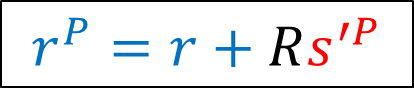 r^P = r + Rs'^P